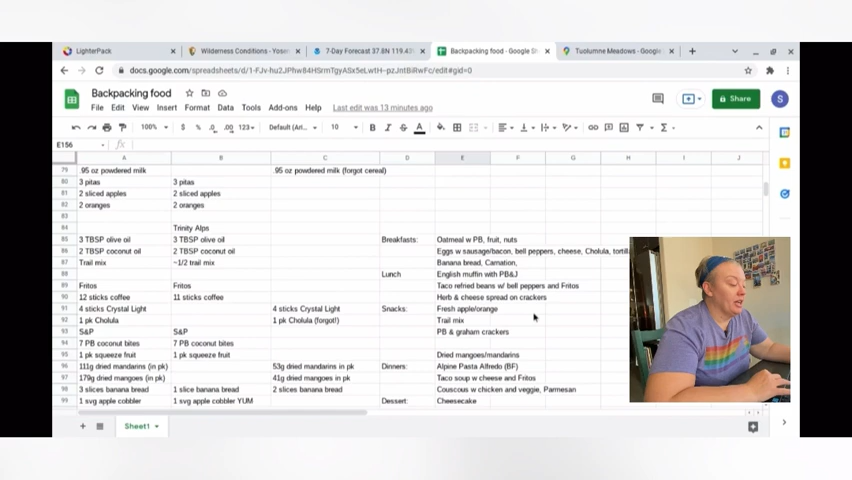 LighterPack
Wilderness Conditions - Yosem
7-Day Forecast 37.8N 119.43
Backpacking food - Google Sh
Tuolumne Meadows - Google
Backpacking food
File Edit View Insert Format Data Tools Add-ons Help Last edit was 13 minutes ago
Share
S
100% $ % .0 .00 123 Default (Ari... 10 B I S A
E156 fx
A B C D E F G H I J
79 .95 oz powdered milk .95 oz powdered milk (forgot cereal)
80 3 pitas 3 pitas
81 2 sliced apples 2 sliced apples
82 2 oranges 2 oranges
83
84 Trinity Alps
85 3 TBSP olive oil 3 TBSP olive oil Breakfasts: Oatmeal w PB, fruit, nuts
86 2 TBSP coconut oil 2 TBSP coconut oil Eggs w sausage/bacon, bell peppers, cheese, Cholula, tortill
87 Trail mix ~1/2 trail mix Banana bread, Carnation,
88 Lunch English muffin with PB&J
89 Fritos Fritos Taco refried beans w/ bell peppers and Fritos
90 12 sticks coffee 11 sticks coffee Herb & cheese spread on crackers
91 4 sticks Crystal Light 4 sticks Crystal Light Snacks: Fresh apple/orange
92 1 pk Cholula 1 pk Cholula (forgot!) Trail mix
93 S&P S&P PB & graham crackers
94 7 PB coconut bites 7 PB coconut bites
95 1 pk squeeze fruit 1 pk squeeze fruit Dried mangoes/mandarins
96 111g dried mandarins (in pk) 53g dried mandarins in pk Dinners: Alpine Pasta Alfredo (BF)
97 179g dried mangoes (in pk) 41g dried mangoes in pk Taco soup w cheese and Fritos
98 3 slices banana bread 1 slice banana bread 2 slices banana bread Couscous w chicken and veggie, Parmesan
99 1 svg apple cobbler 1 svg apple cobbler YUM Dessert: Cheesecake
Sheet1